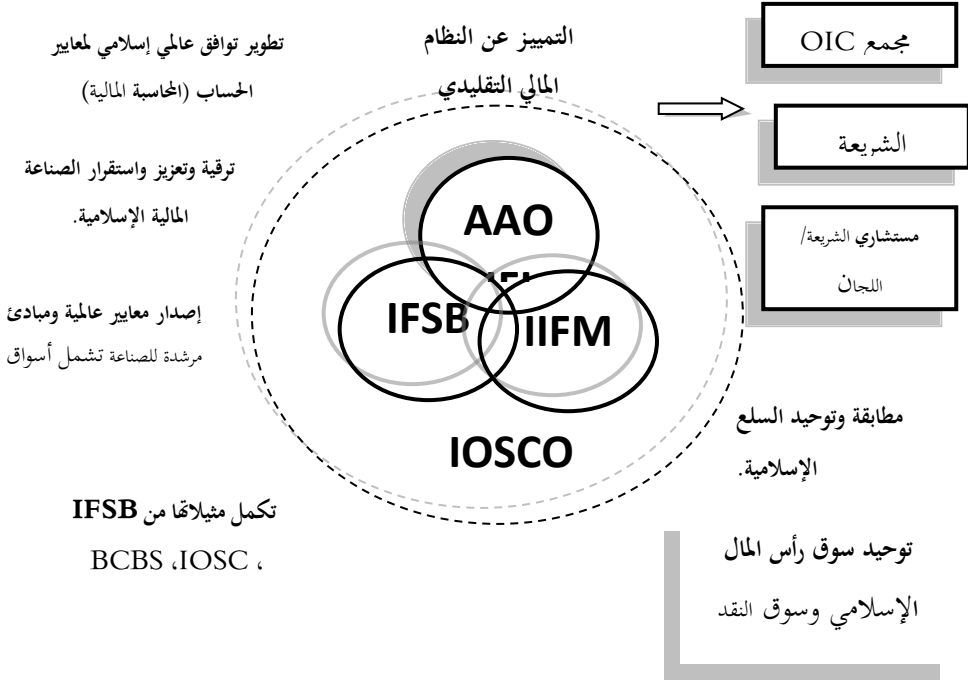 التمييز عن النظام
المالي التقليدي
مجمع OIC
الشريعة
مستشاري الشريعة/
اللجان
تطوير توافق عالمي إسلامي لمعايير
الحساب (المحاسبة المالية)
ترقية وتعزيز واستقرار الصناعة
المالية الإسلامية.
إصدار معايير عالمية ومبادئ
مرشدة للصناعة تشمل أسواق
تكمل مثيلاتها من IFSB
، BCBS ،IOSC
AAO
IFSB
IIFM
IOSCO
مطابقة وتوحيد السلع
الإسلامية.
توحيد سوق رأس المال
الإسلامي وسوق النقد